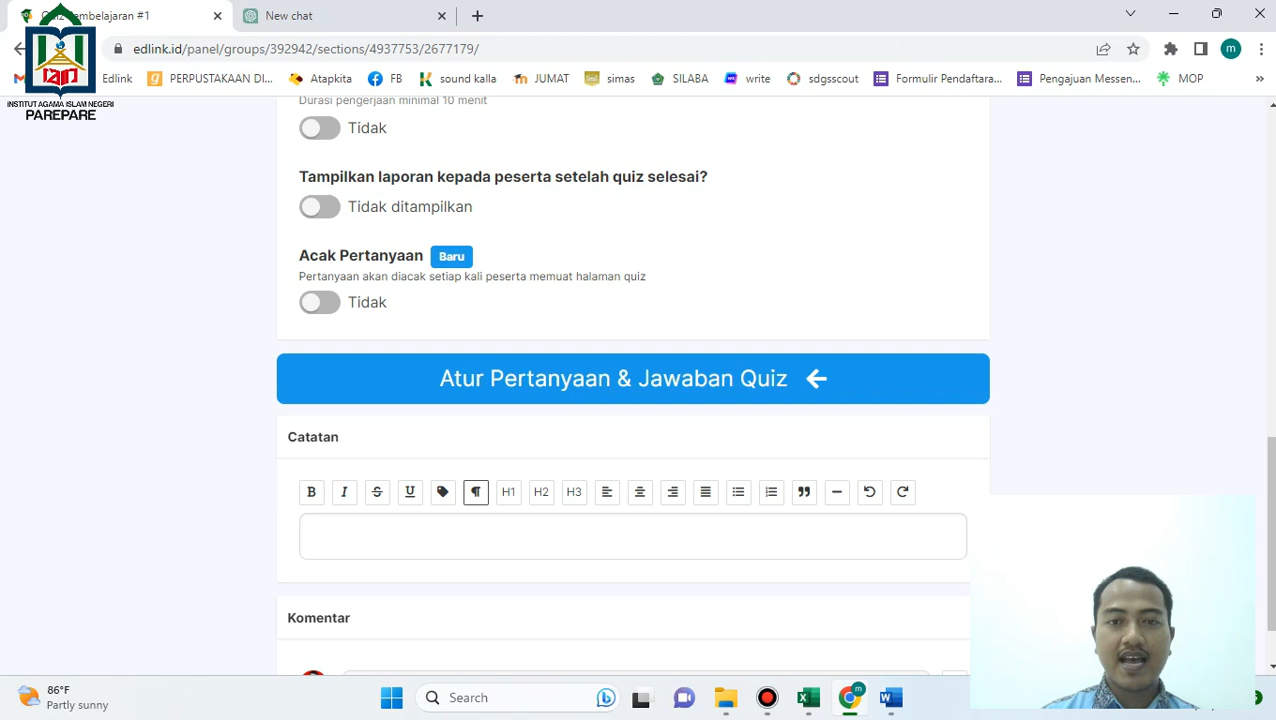 Quiz Pembelajaran #1
New chat
edlink.id/panel/groups/392942/sections/4937753/2677179/
m
Edlink
PERPUSTAKAAN DI...
Atapkita
FB
sound kalla
JUMAT
simas
SILABA
write
sdgsscout
Formulir Pendaftara...
Pengajuan Messen...
MOP
»
iain
INSTITUT AGAMA ISLAM NEGERI
PAREPARE
Durasi pengerjaan minimal 10 menit
Tidak
Tampilkan laporan kepada peserta setelah quiz selesai?
Tidak ditampilkan
Acak Pertanyaan Baru
Pertanyaan akan diacak setiap kali peserta memuat halaman quiz
Tidak
Atur Pertanyaan & Jawaban Quiz
Catatan
B I S U ¶ H1 H2 H3
Komentar
86°F
Partly sunny
Search